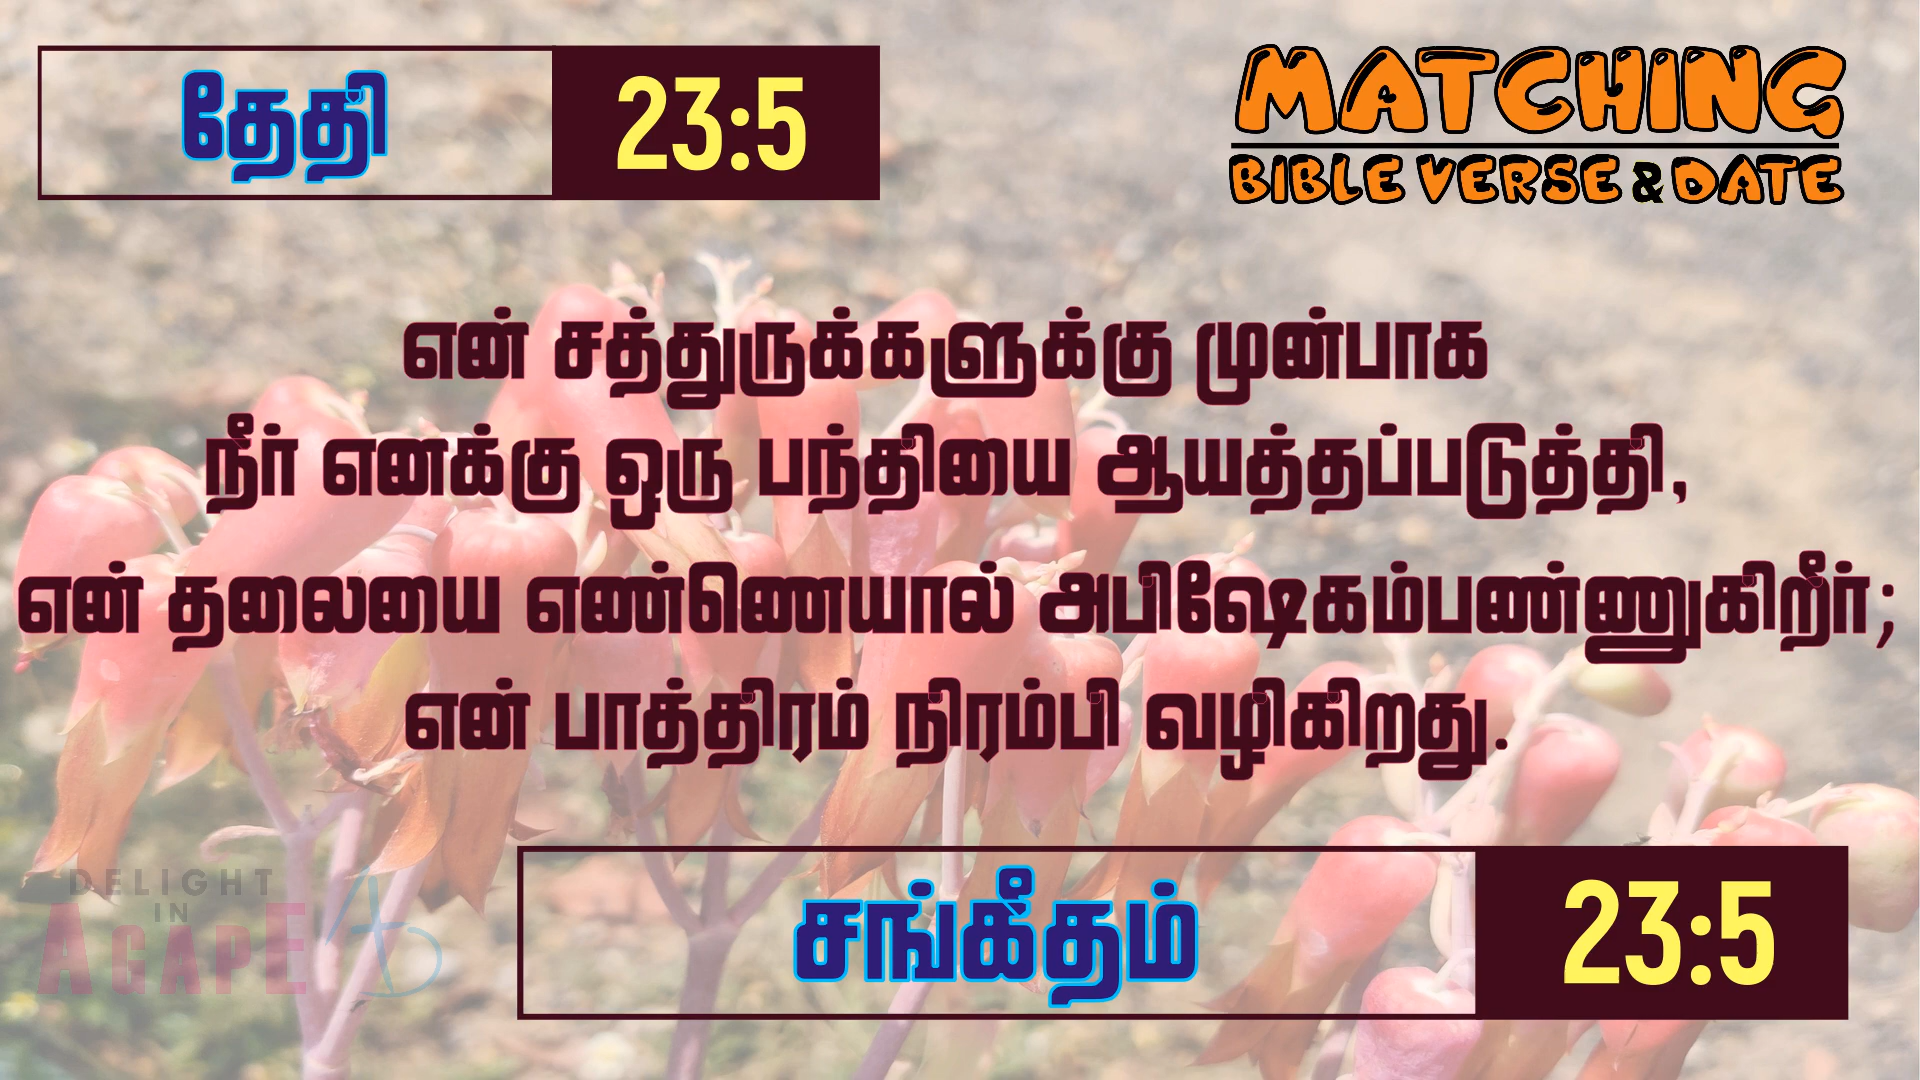 தேதி 23:5
MATCHING
BIBLE VERSE & DATE
என் சத்துருக்களுக்கு முன்பாக
நீர் எனக்கு ஒரு பந்தியை ஆயத்தப்படுத்தி,
என் தலையை எண்ணெயால் அபிஷேகம்பண்ணுகிறீர்;
என் பாத்திரம் நிரம்பி வழிகிறது.
சங்கீதம் 23:5
DELIGHT
IN
AGAPE